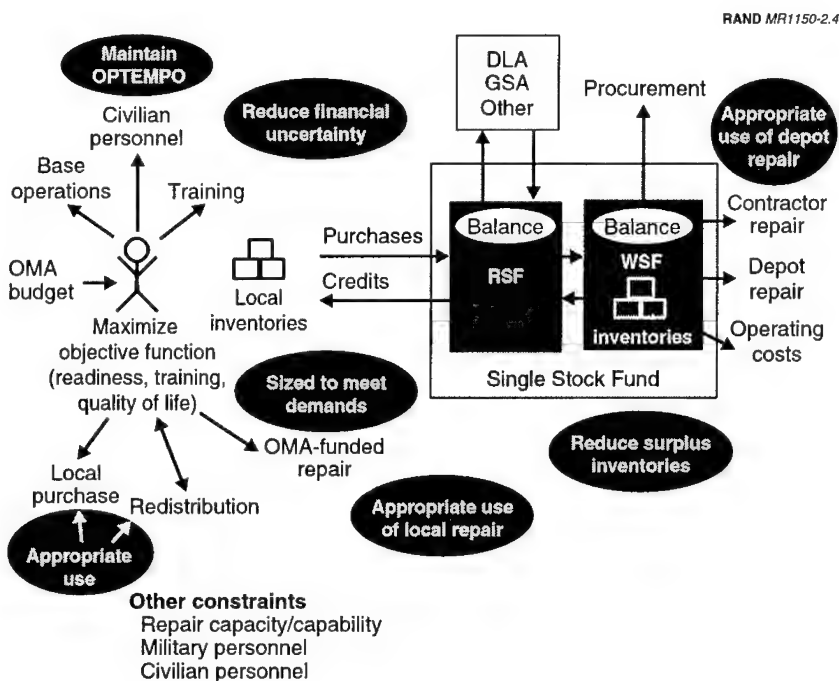 RAND MR1150-2.4
Maintain
OPTEMPO
Civilian
personnel
Reduce financial
uncertainty
DLA
GSA
Other
Procurement
Appropriate
use of depot
repair
Base
operations
Training
OMA
budget
Local
inventories
Purchases
Credits
Balance
RSF
Balance
WSF
inventories
Contractor
repair
Depot
repair
Operating
costs
Single Stock Fund
Maximize
objective function
(readiness, training,
quality of life)
Sized to meet
demands
OMA-funded
repair
Reduce surplus
inventories
Local
purchase
Redistribution
Appropriate use
of local repair
Appropriate
use
Other constraints
Repair capacity/capability
Military personnel
Civilian personnel